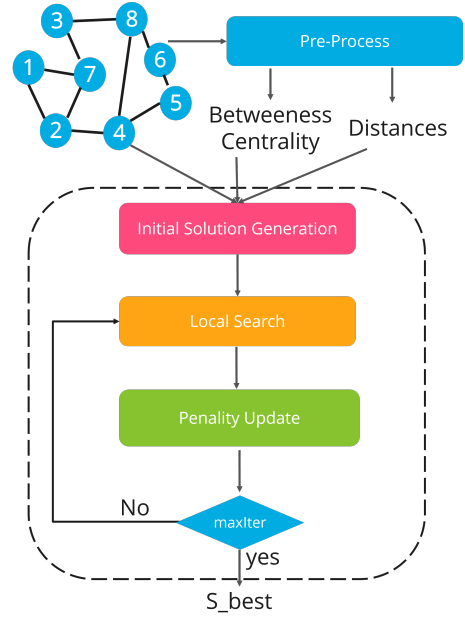 3
8
1
7
6
5
2
4
Pre-Process
Betweeness
Centrality
Distances
Initial Solution Generation
Local Search
Penality Update
No
maxIter
yes
S_best